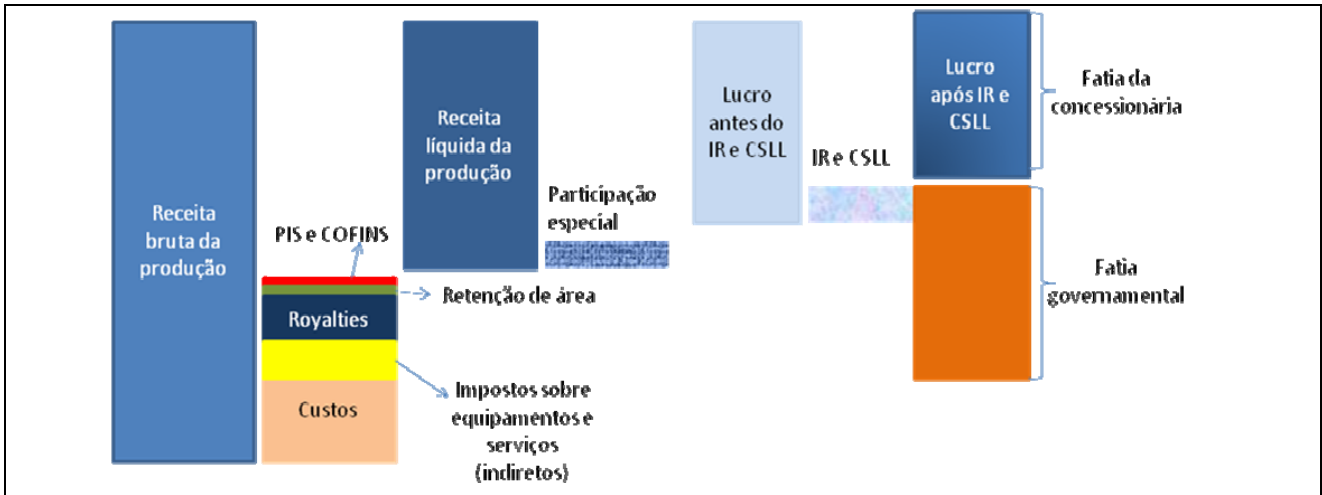 Receita
bruta da
produção
PIS e COFINS
Royalties
Custos
Receita
líquida da
produção
Retenção de área
Impostos sobre
equipamentos e
serviços
(indiretos)
Participação
especial
Lucro
antes do
IR e CSLL
IR e CSLL
Lucro
após IR e
CSLL
Fatia da
concessionária
Fatia
governamental